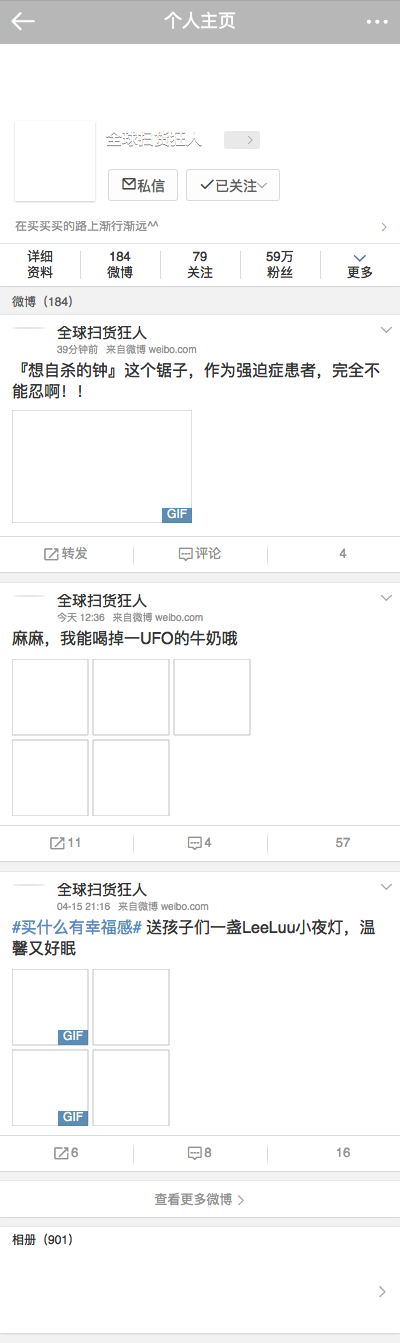 个人主页
全球扫货狂人
私信
已关注
在买买买的路上渐行渐远^^
详细
资料
184
微博
79
关注
59万
粉丝
更多
微博（184）
全球扫货狂人
39分钟前 来自微博 weibo.com
『想自杀的钟』这个锯子，作为强迫症患者，完全不
能忍啊！！
GIF
转发
评论
4
全球扫货狂人
今天 12:36 来自微博 weibo.com
麻麻，我能喝掉一UFO的牛奶哦
11
4
57
全球扫货狂人
04-15 21:16 来自微博 weibo.com
#买什么有幸福感# 送孩子们一盏LeeLuu小夜灯，温
馨又好眠
GIF
GIF
6
8
16
查看更多微博
相册（901）